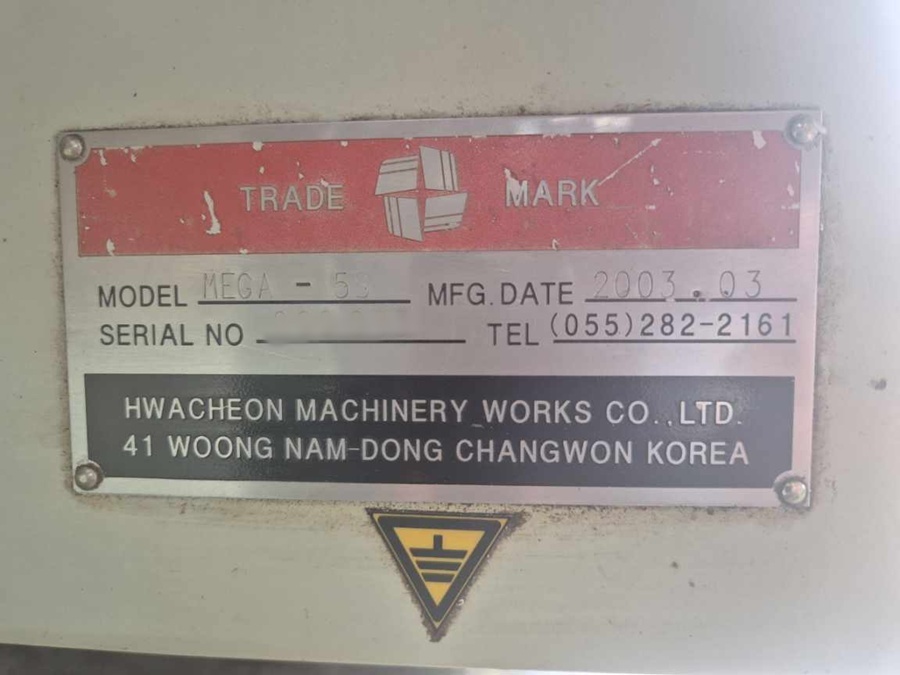 TRADE MARK
MODEL MEGA - MFG. DATE 2003.03
SERIAL NO TEL (055)282-2161
HWACHEON MACHINERY WORKS CO.,LTD.
41 WOONG NAM-DONG CHANGWON KOREA